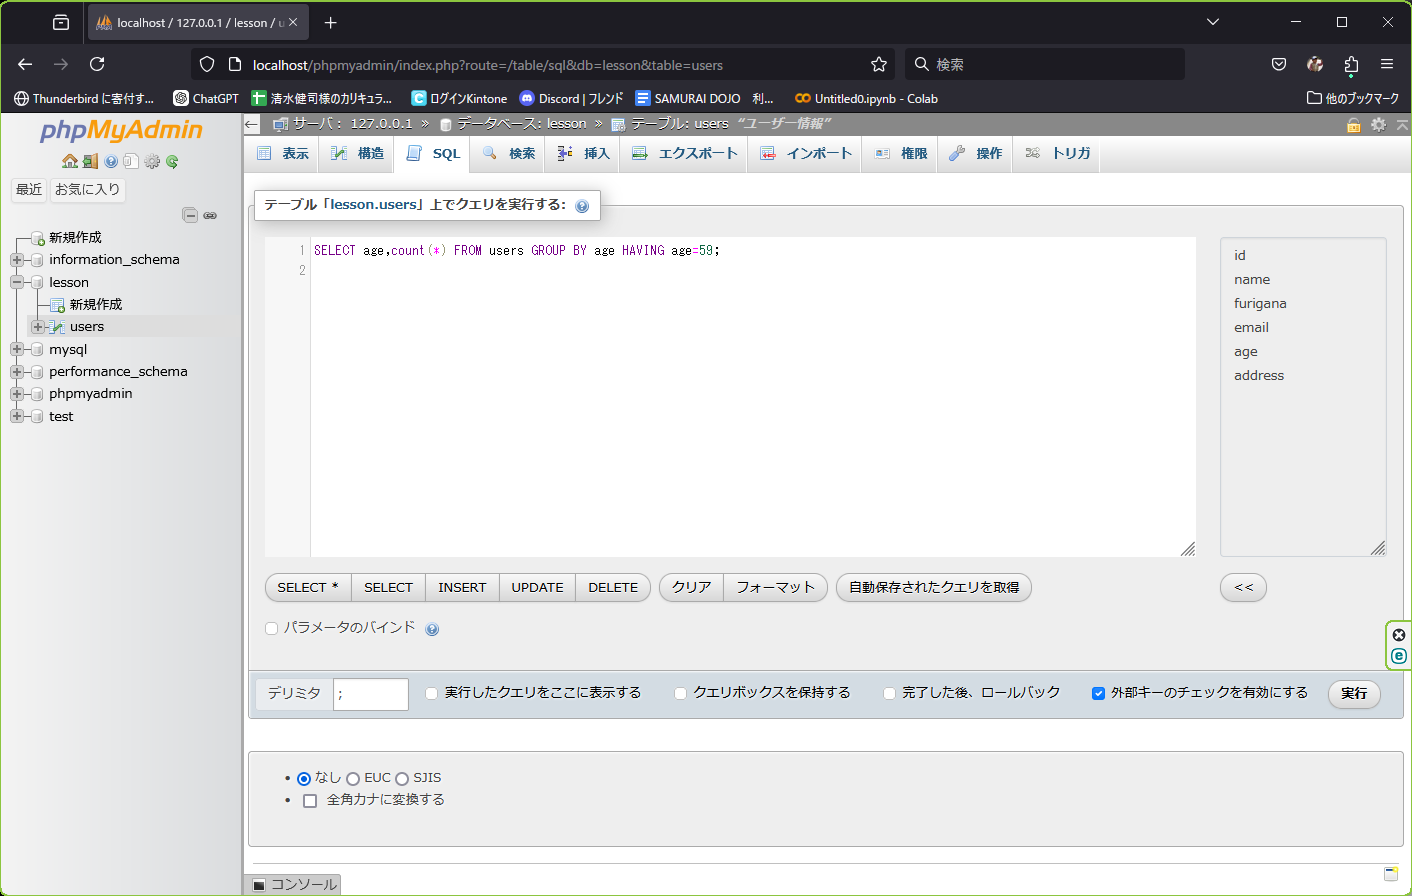 localhost / 127.0.0.1 / lesson / u
localhost/phpmyadmin/index.php?route=/table/sql&db=lesson&table=users
検索
Thunderbird に寄付す...
ChatGPT
清水健司様のカリキュラ...
ログインKintone
Discord | フレンド
SAMURAI DOJO 利...
Untitled0.ipynb - Colab
他のブックマーク
phpMyAdmin
最近
お気に入り
新規作成
information_schema
lesson
新規作成
users
mysql
performance_schema
phpmyadmin
test
サーバ: 127.0.0.1 » データベース: lesson » テーブル: users “ユーザー情報”
表示
構造
SQL
検索
挿入
エクスポート
インポート
権限
操作
トリガ
テーブル「lesson.users」上でクエリを実行する:
1 SELECT age,count(*) FROM users GROUP BY age HAVING age=59;
2
id
name
furigana
email
age
address
SELECT *
SELECT
INSERT
UPDATE
DELETE
クリア
フォーマット
自動保存されたクエリを取得
<<
パラメータのバインド
デリミタ
;
実行したクエリをここに表示する
クエリボックスを保持する
完了した後、ロールバック
外部キーのチェックを有効にする
実行
なし
EUC
SJIS
全角カナに変換する
コンソール